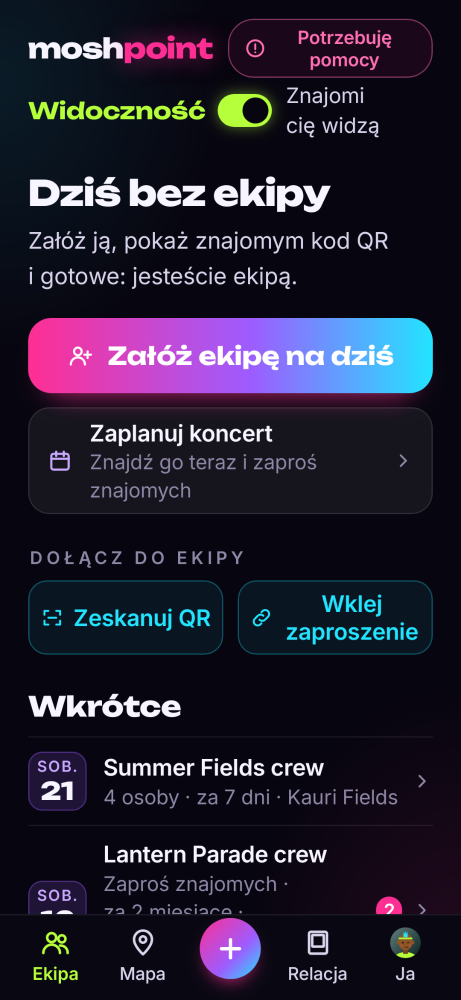 moshpoint
Potrzebuję
pomocy
Widoczność
Znajomi
cię widzą
Dziś bez ekipy
Załóż ją, pokaż znajomym kod QR
i gotowe: jesteście ekipą.
Załóż ekipę na dziś
Zaplanuj koncert
Znajdź go teraz i zaproś
znajomych
DOŁĄCZ DO EKIPY
Zeskanuj QR
Wklej
zaproszenie
Wkrótce
SOB.
21
Summer Fields crew
4 osoby · za 7 dni · Kauri Fields
SOB.
Lantern Parade crew
Zaproś znajomych ·
za 2 miesiące ·
2
Ekipa
Mapa
Relacja
Ja